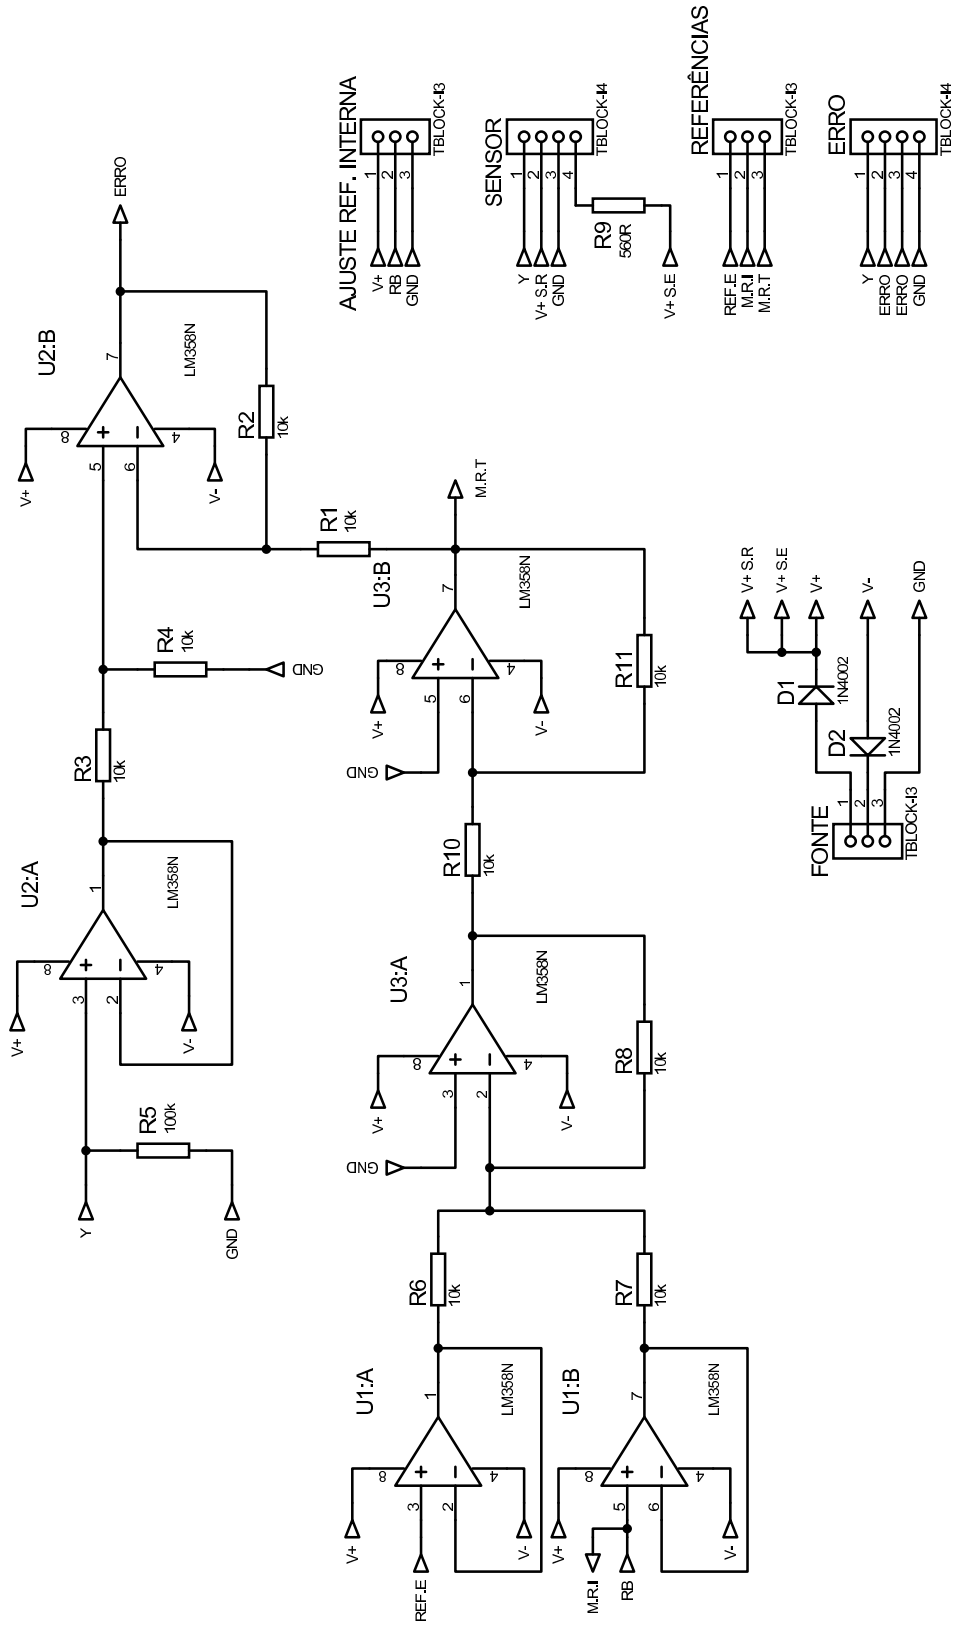 Y
GND
R5
100k
V+
V-
3
2
8
4
1
U2:A
LM358N
R3
10k
R4
10k
GND
V+
V-
5
6
8
4
7
U2:B
LM358N
R2
10k
ERRO
R1
10k
REF.E
V+
V-
3
2
8
4
1
U1:A
LM358N
R6
10k
M.R.I
RB
V+
V-
5
6
8
4
7
U1:B
LM358N
R7
10k
GND
V+
V-
3
2
8
4
1
U3:A
LM358N
R8
10k
R10
10k
GND
V+
V-
5
6
8
4
7
U3:B
LM358N
R11
10k
M.R.T
AJUSTE REF. INTERNA
V+
RB
GND
1
2
3
TBLOCK-I3
SENSOR
Y
V+ S.R
GND
1
2
3
4
TBLOCK-I4
R9
560R
V+ S.E
REFERÊNCIAS
REF.E
M.R.I
M.R.T
1
2
3
TBLOCK-I3
ERRO
Y
ERRO
ERRO
GND
1
2
3
4
TBLOCK-I4
FONTE
1
2
3
TBLOCK-I3
D1
1N4002
D2
1N4002
V+ S.R
V+ S.E
V+
V-
GND